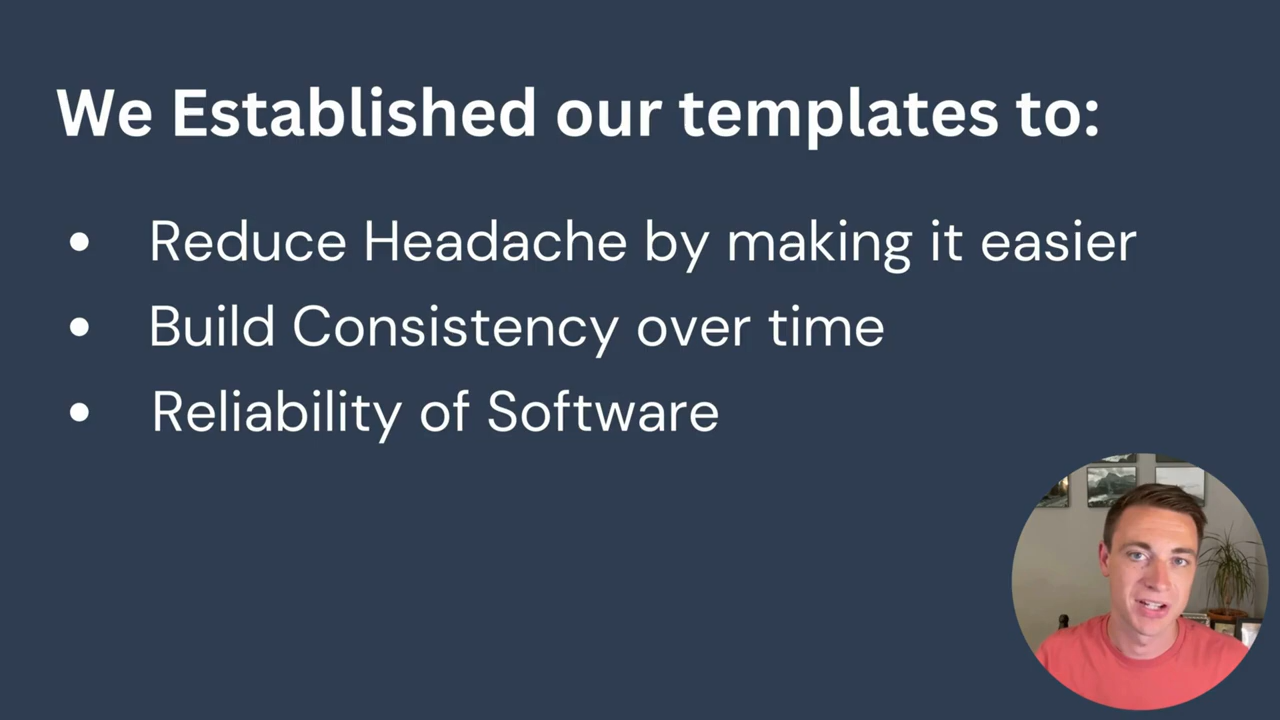 We Established our templates to:
• Reduce Headache by making it easier
• Build Consistency over time
• Reliability of Software